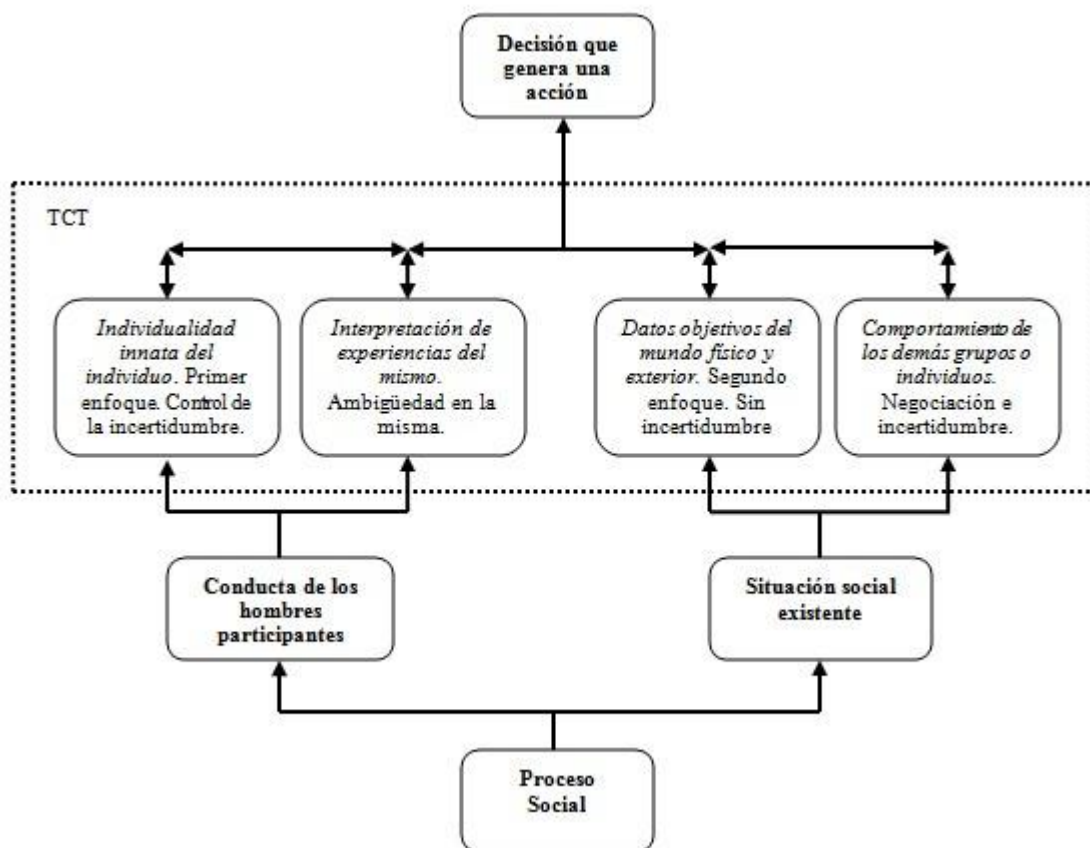 Decisión que
genera una
acción
TCT
Individualidad
innata del
individuo. Primer
enfoque. Control de
la incertidumbre.
Interpretación de
experiencias del
mismo.
Ambigüedad en la
misma.
Datos objetivos del
mundo físico y
exterior. Segundo
enfoque. Sin
incertidumbre
Comportamiento de
los demás grupos o
individuos.
Negociación e
incertidumbre.
Conducta de los
hombres
participantes
Situación social
existente
Proceso
Social